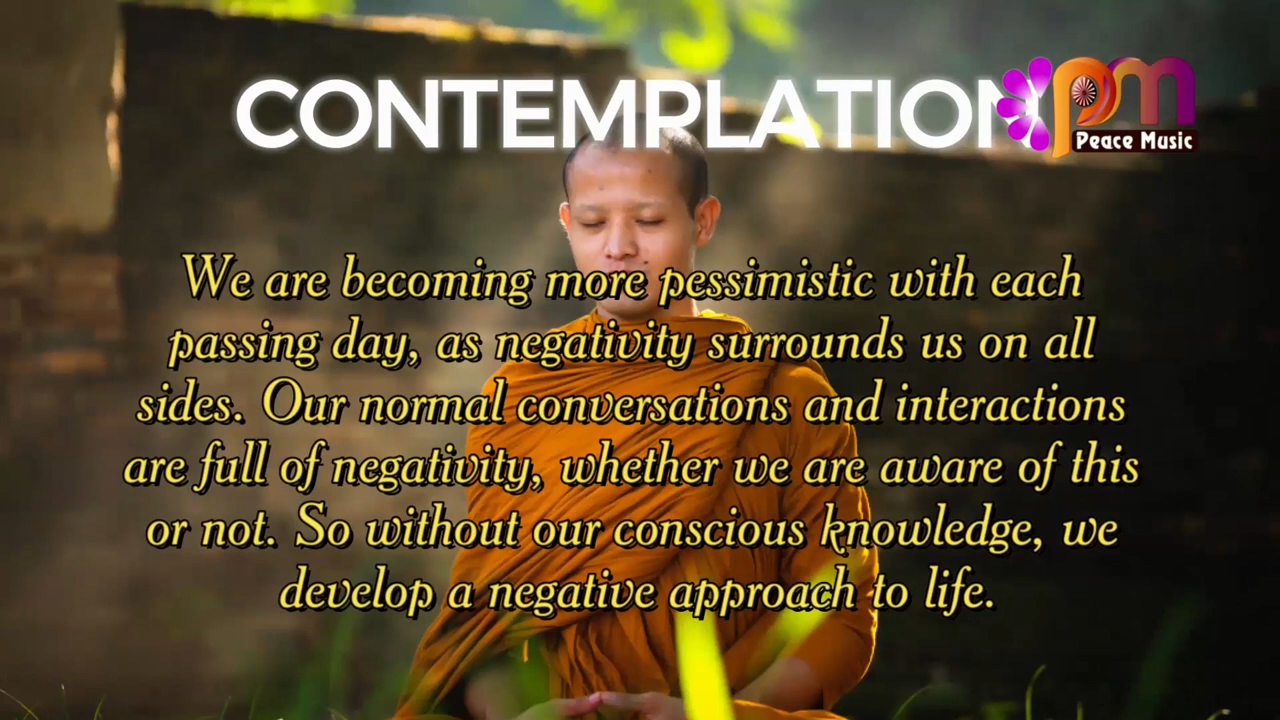 CONTEMPLATION
pm
Peace Music
We are becoming more pessimistic with each
passing day, as negativity surrounds us on all
sides. Our normal conversations and interactions
are full of negativity, whether we are aware of this
or not. So without our conscious knowledge, we
develop a negative approach to life.